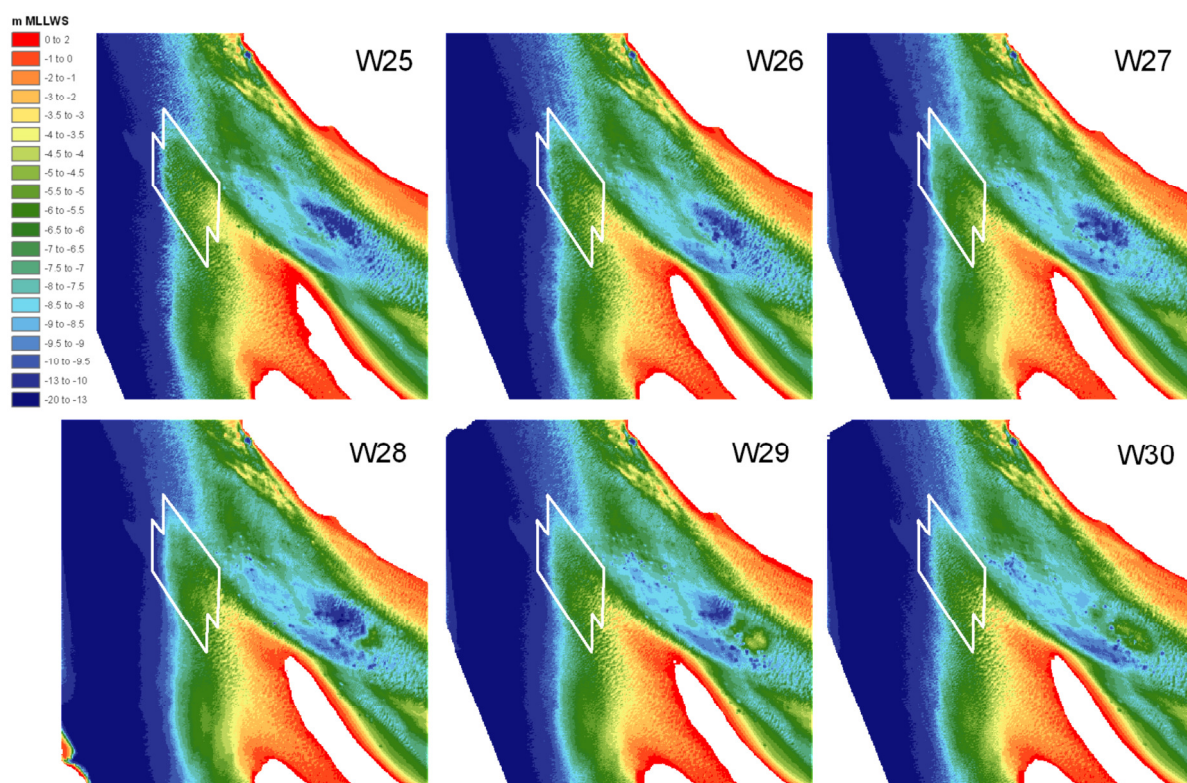 m MLLWS
0 to 2
-1 to 0
-2 to -1
-3 to -2
-3.5 to -3
-4 to -3.5
-4.5 to -4
-5 to -4.5
-5.5 to -5
-6 to -5.5
-6.5 to -6
-7 to -6.5
-7.5 to -7
-8 to -7.5
-8.5 to -8
-9 to -8.5
-9.5 to -9
-10 to -9.5
-13 to -10
-20 to -13
W25
W26
W27
W28
W29
W30